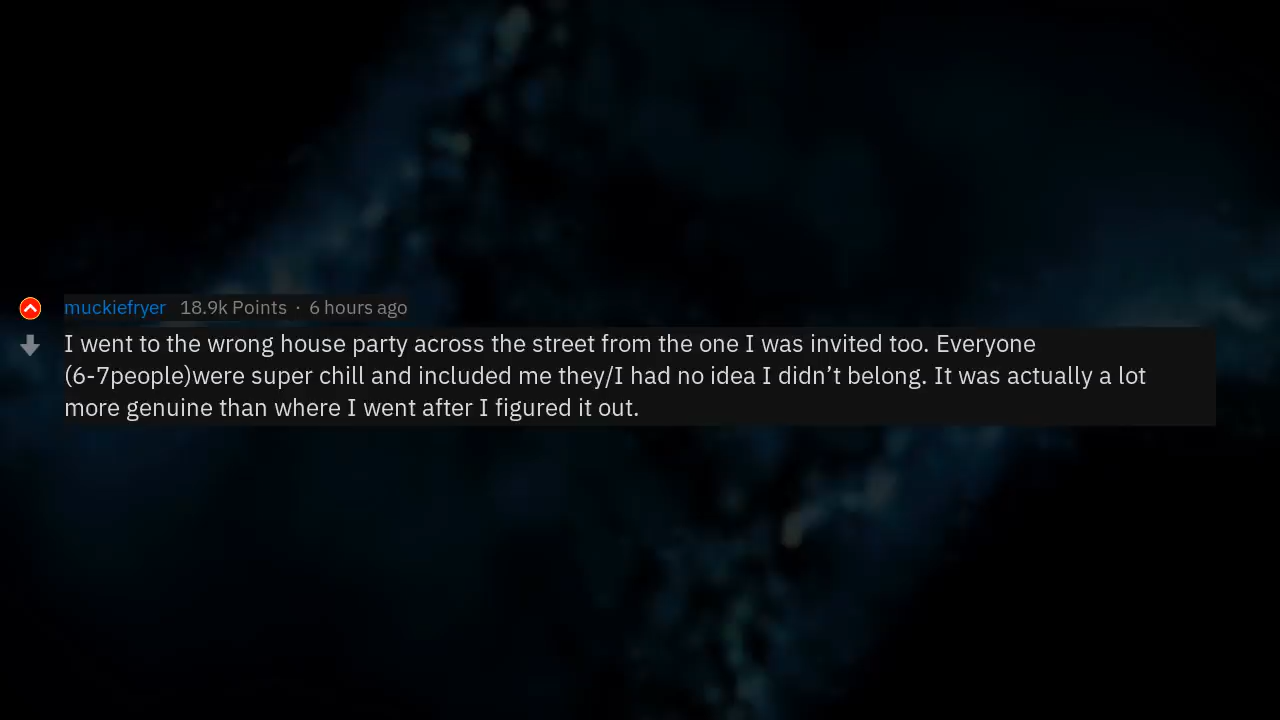 muckiefryer 18.9k Points · 6 hours ago
I went to the wrong house party across the street from the one I was invited too. Everyone
(6-7people)were super chill and included me they/I had no idea I didn’t belong. It was actually a lot
more genuine than where I went after I figured it out.